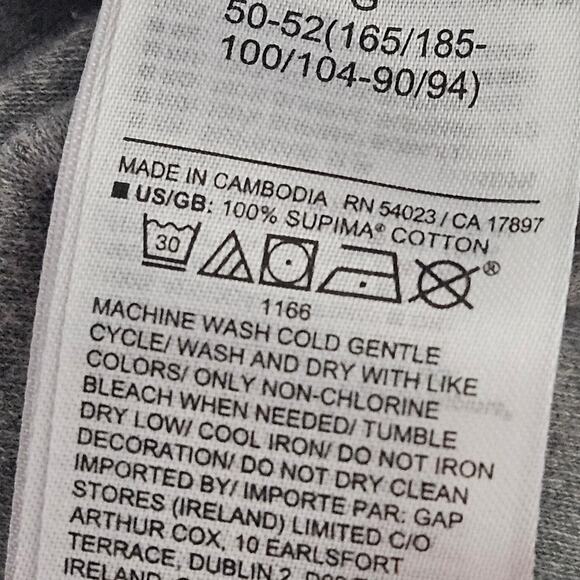 50-52(165/185-
100/104-90/94)
MADE IN CAMBODIA RN 54023 / CA 17897
US/GB: 100% SUPIMA® COTTON
30
®
1166
MACHINE WASH COLD GENTLE
CYCLE/ WASH AND DRY WITH LIKE
COLORS/ ONLY NON-CHLORINE
BLEACH WHEN NEEDED/ TUMBLE
DRY LOW/ COOL IRON/ DO NOT IRON
DECORATION/ DO NOT DRY CLEAN
IMPORTED BY/ IMPORTE PAR: GAP
STORES (IRELAND) LIMITED C/O
ARTHUR COX, 10 EARLSFORT
TERRACE, DUBLIN 2,
IRELAND,